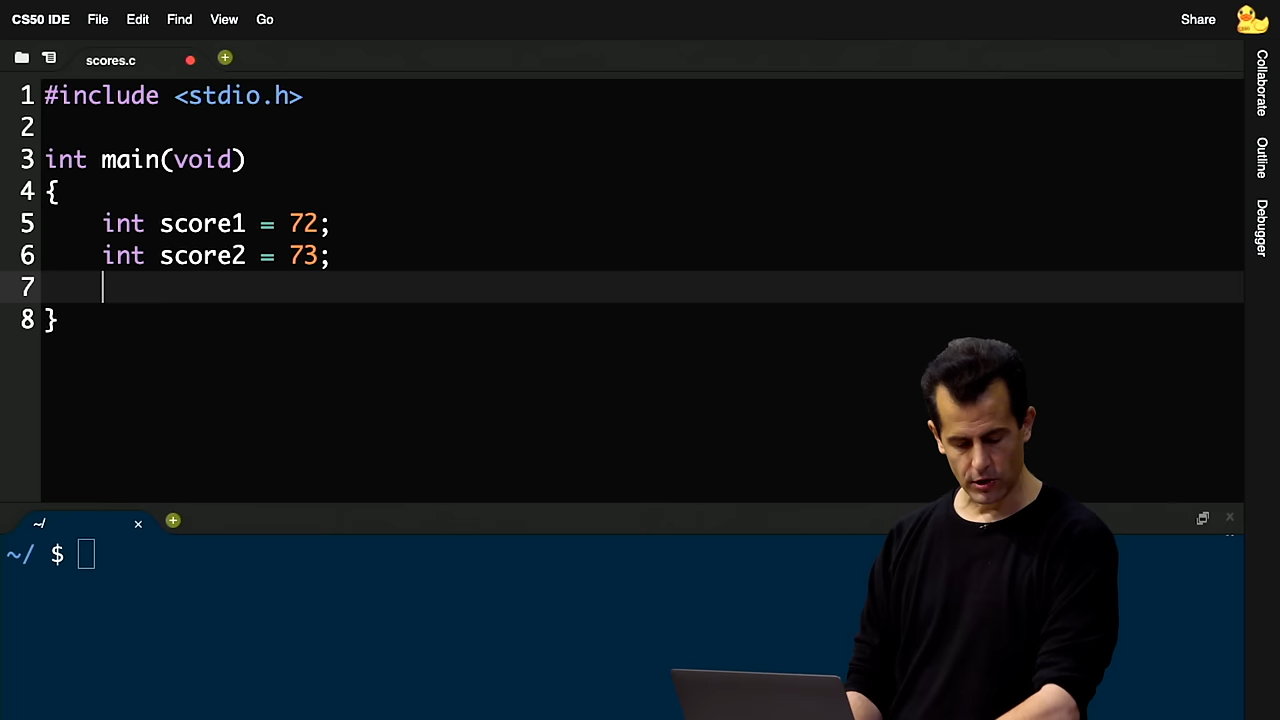 CS50 IDE File Edit Find View Go Share
scores.c
1 #include <stdio.h>
2
3 int main(void)
4 {
5     int score1 = 72;
6     int score2 = 73;
7
8 }
~/
~/ $
Collaborate
Outline
Debugger